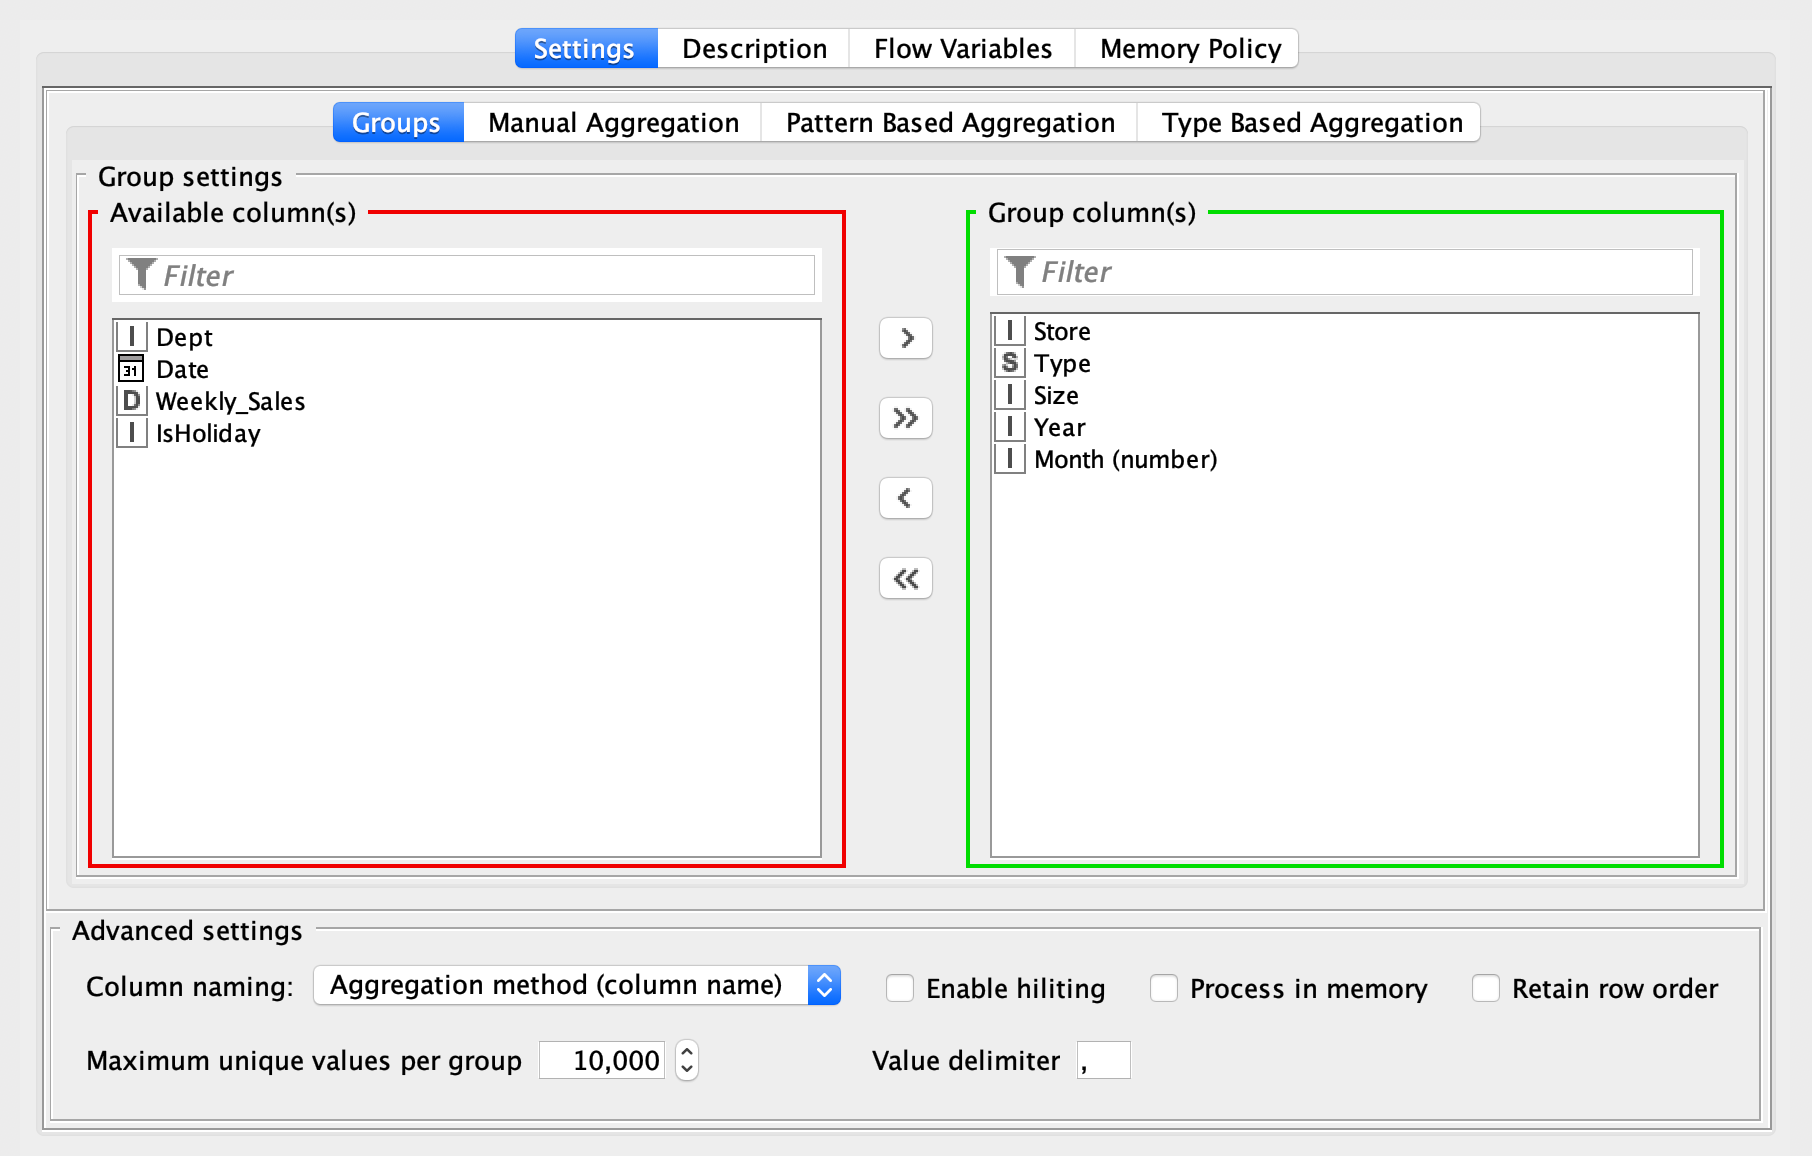 Settings Description Flow Variables Memory Policy
Groups Manual Aggregation Pattern Based Aggregation Type Based Aggregation
Group settings
Available column(s)
Filter
I Dept
31 Date
D Weekly_Sales
I IsHoliday
>
>>
<
<<
Group column(s)
Filter
I Store
S Type
I Size
I Year
I Month (number)
Advanced settings
Column naming: Aggregation method (column name) Enable hiliting Process in memory Retain row order
Maximum unique values per group 10,000 Value delimiter ,